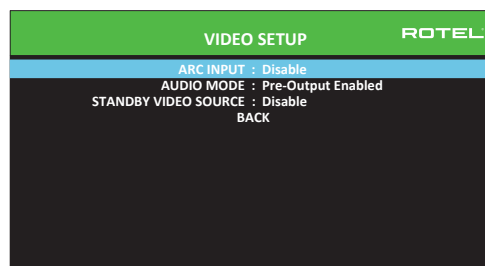 VIDEO SETUP
ROTEL
ARC INPUT : Disable
AUDIO MODE : Pre-Output Enabled
STANDBY VIDEO SOURCE : Disable
BACK